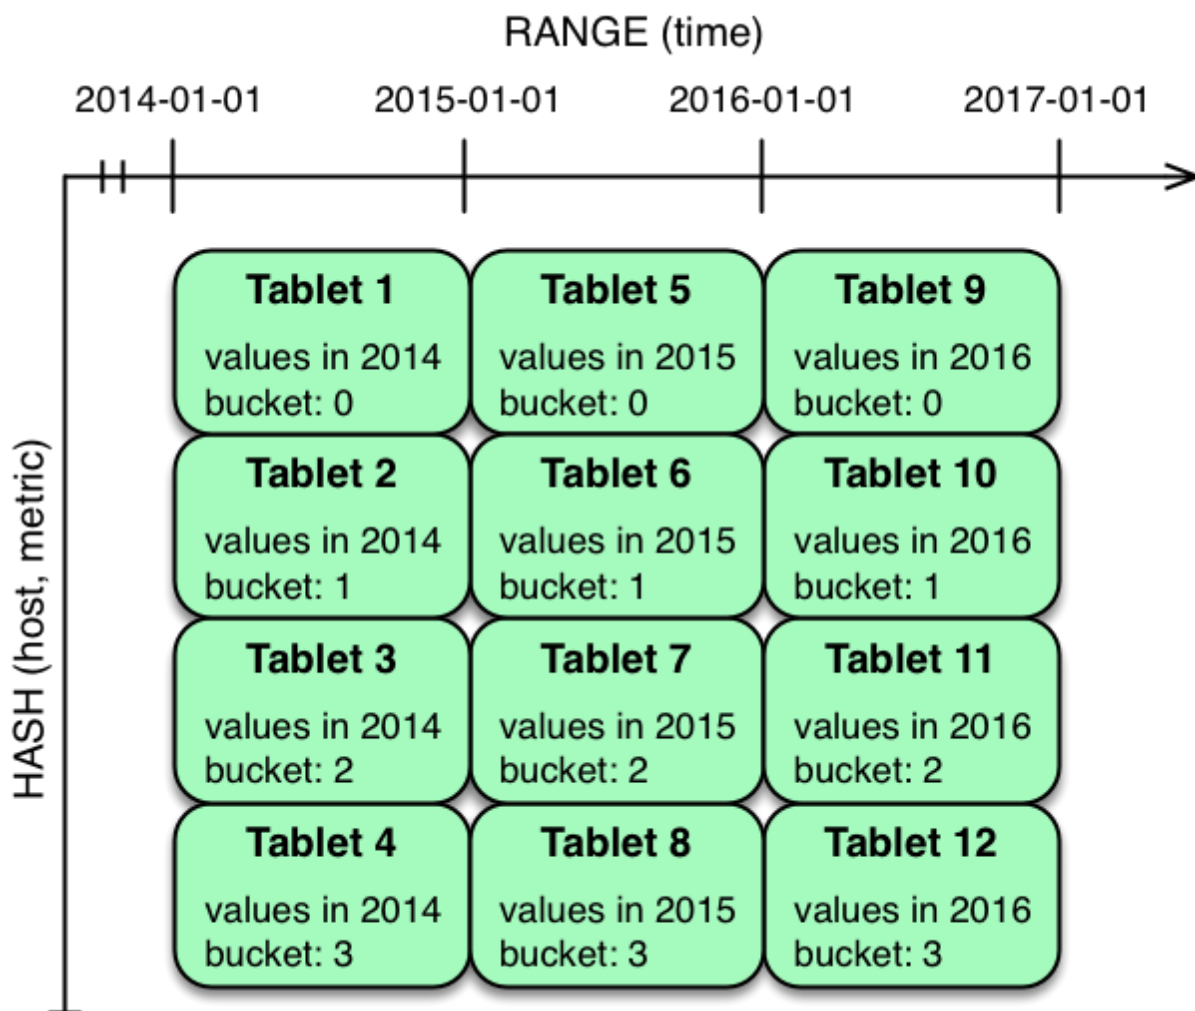 RANGE (time)
2014-01-01 2015-01-01 2016-01-01 2017-01-01
HASH (host, metric)
Tablet 1
values in 2014
bucket: 0
Tablet 5
values in 2015
bucket: 0
Tablet 9
values in 2016
bucket: 0
Tablet 2
values in 2014
bucket: 1
Tablet 6
values in 2015
bucket: 1
Tablet 10
values in 2016
bucket: 1
Tablet 3
values in 2014
bucket: 2
Tablet 7
values in 2015
bucket: 2
Tablet 11
values in 2016
bucket: 2
Tablet 4
values in 2014
bucket: 3
Tablet 8
values in 2015
bucket: 3
Tablet 12
values in 2016
bucket: 3